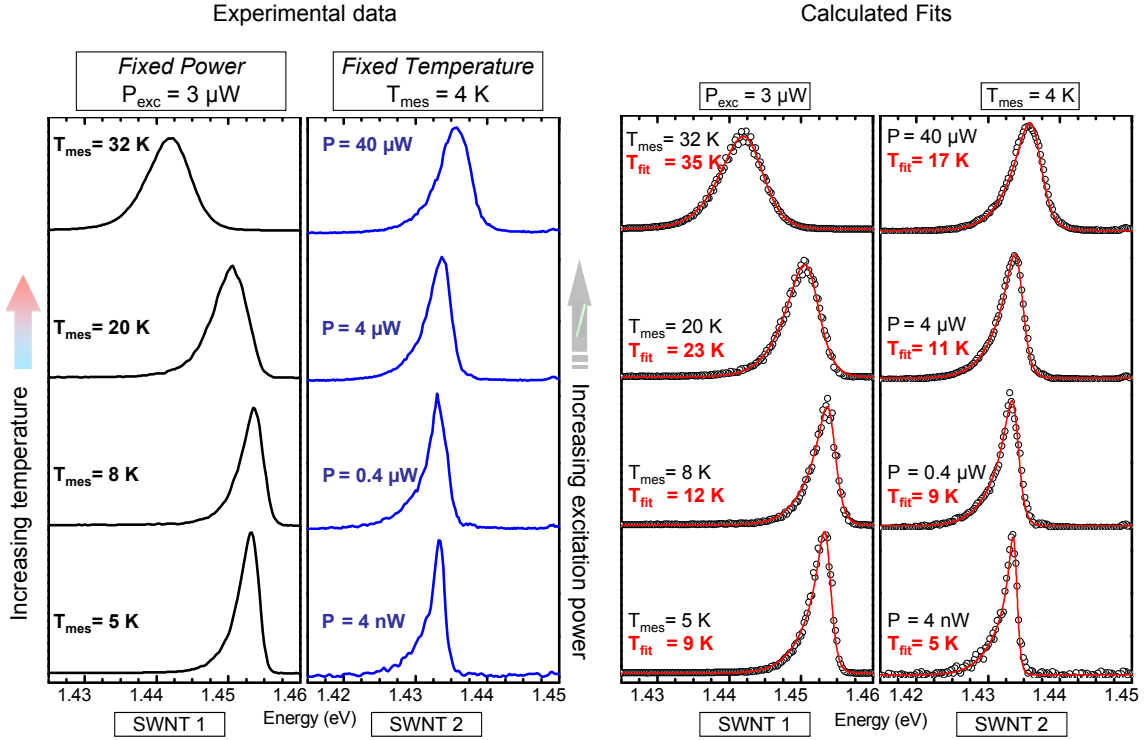 Experimental data
Calculated Fits
Fixed Power
P_exc = 3 µW
Fixed Temperature
T_mes = 4 K
P_exc = 3 µW
T_mes = 4 K
Increasing temperature
T_mes= 32 K
T_mes= 20 K
T_mes= 8 K
T_mes= 5 K
P = 40 µW
P = 4 µW
P = 0.4 µW
P = 4 nW
Increasing excitation power
T_mes= 32 K
T_fit = 35 K
T_mes= 20 K
T_fit = 23 K
T_mes= 8 K
T_fit = 12 K
T_mes= 5 K
T_fit = 9 K
P = 40 µW
T_fit= 17 K
P = 4 µW
T_fit= 11 K
P = 0.4 µW
T_fit= 9 K
P = 4 nW
T_fit= 5 K
1.43 1.44 1.45 1.46
1.42 1.43 1.44 1.45
1.43 1.44 1.45
1.42 1.43 1.44 1.45
SWNT 1
Energy (eV)
SWNT 2
SWNT 1
Energy (eV)
SWNT 2